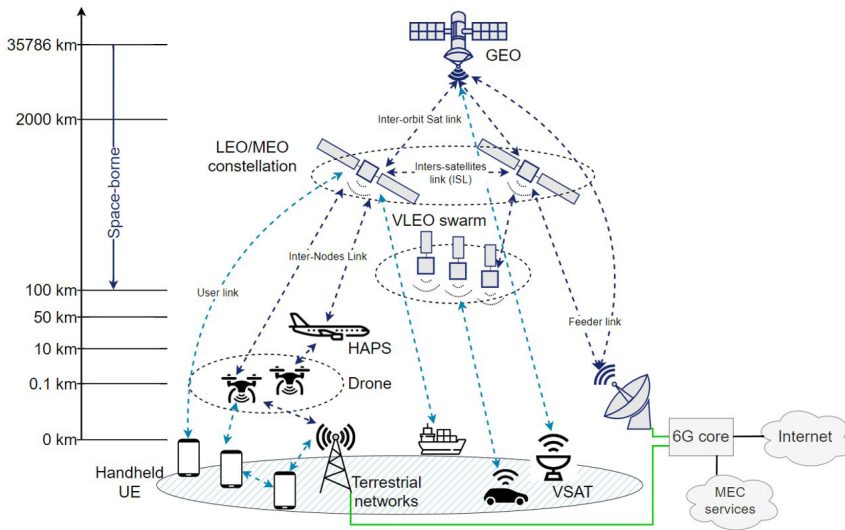 35786 km
GEO
2000 km
Inter-orbit Sat link
LEO/MEO
constellation
Inters-satellites
link (ISL)
Space-borne
VLEO swarm
Inter-Nodes Link
User link
100 km
50 km
Feeder link
HAPS
10 km
0.1 km
Drone
0 km
6G core
Internet
Handheld
UE
Terrestrial
networks
VSAT
MEC
services